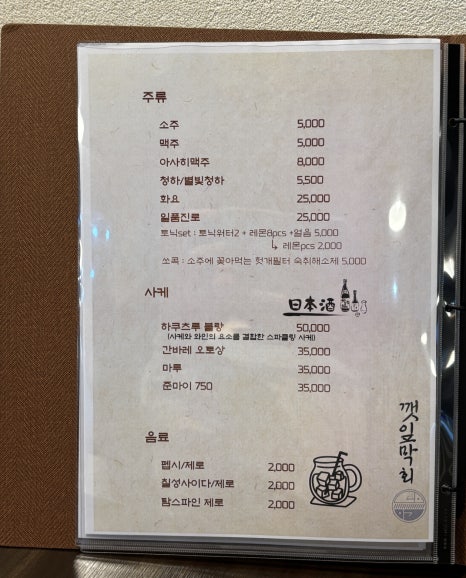 주류
소주 5,000
맥주 5,000
아사히맥주 8,000
청하/별빛청하 5,500
화요 25,000
일품진로 25,000
토닉set : 토닉워터2 + 레몬8pcs +얼음 5,000
레몬pcs 2,000
쏘콕 : 소주에 꽂아먹는 헛개필터 숙취해소제 5,000
사케
日本酒
하쿠츠루 블랑 50,000
(사케와 와인의 요소를 결합한 스파클링 사케)
간바레 오토상 35,000
마루 35,000
준마이 750 35,000
음료
펩시/제로 2,000
칠성사이다/제로 2,000
탐스파인 제로 2,000
깻잎막회